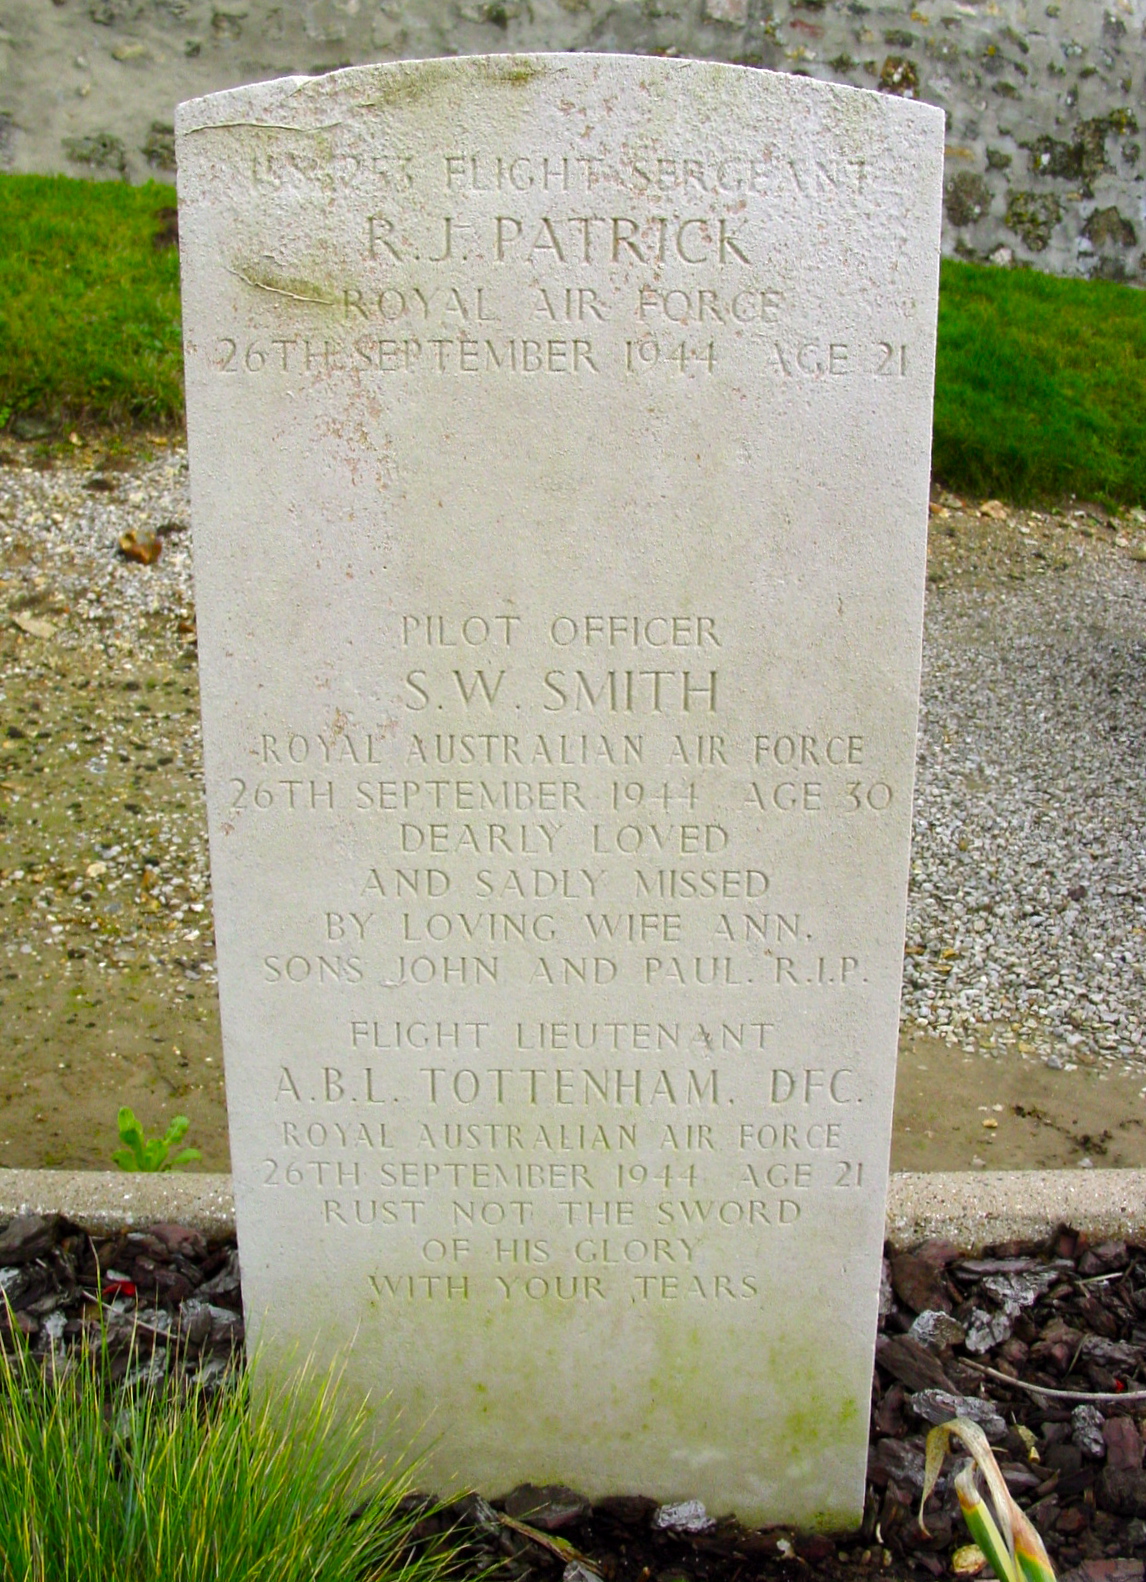 FLIGHT SERGEANT
R.J. PATRICK
ROYAL AIR FORCE
26TH SEPTEMBER 1944 AGE 21
PILOT OFFICER
S.W. SMITH
ROYAL AUSTRALIAN AIR FORCE
26TH SEPTEMBER 1944 AGE 30
DEARLY LOVED
AND SADLY MISSED
BY LOVING WIFE ANN.
SONS JOHN AND PAUL. R.I.P.
FLIGHT LIEUTENANT
A.B.L. TOTTENHAM. DFC.
ROYAL AUSTRALIAN AIR FORCE
26TH SEPTEMBER 1944 AGE 21
RUST NOT THE SWORD
OF HIS GLORY
WITH YOUR TEARS